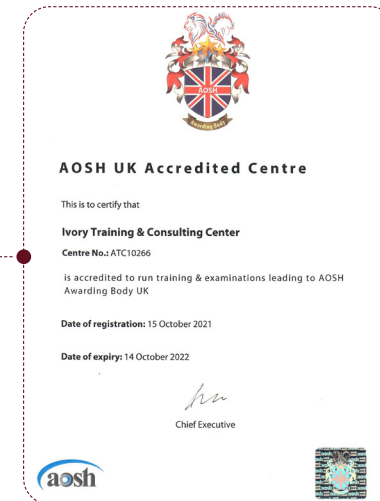 AOSH
Awarding Body
AOSH UK Accredited Centre
This is to certify that
Ivory Training & Consulting Center
Centre No.: ATC10266
is accredited to run training & examinations leading to AOSH
Awarding Body UK
Date of registration: 15 October 2021
Date of expiry: 14 October 2022
Chief Executive
aosh